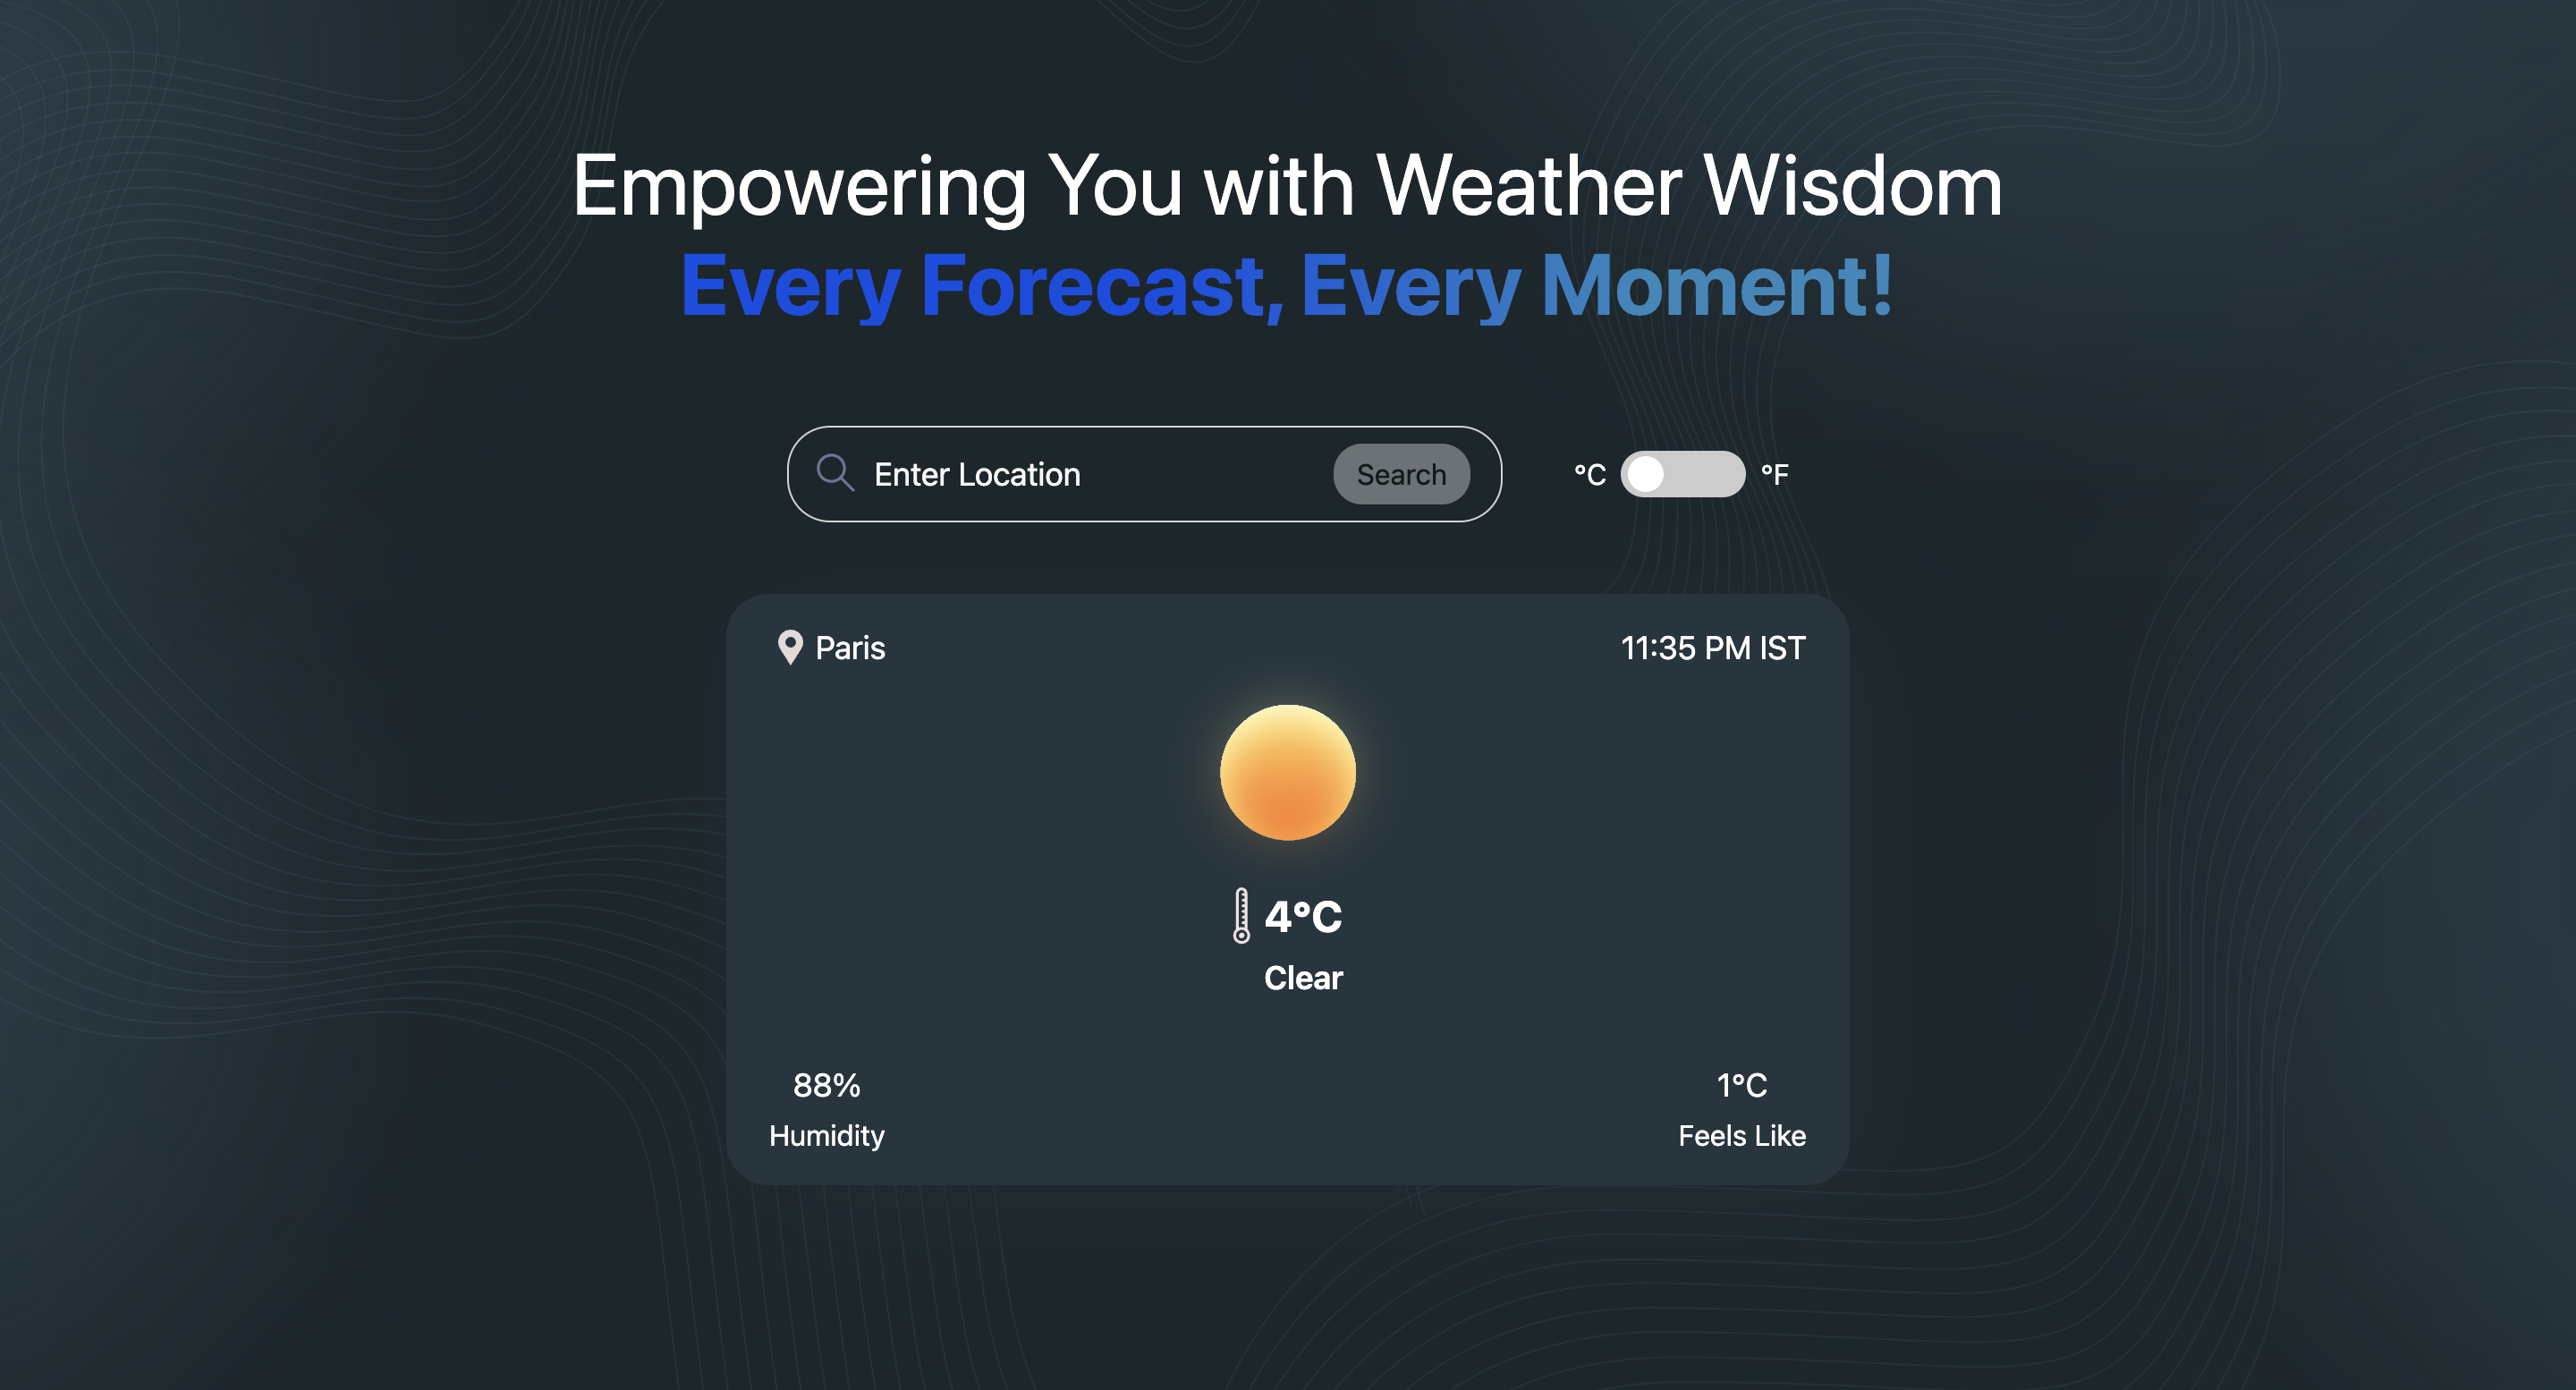 Empowering You with Weather Wisdom
Every Forecast, Every Moment!
Enter Location
Search
°C
°F
Paris
11:35 PM IST
4°C
Clear
88%
Humidity
1°C
Feels Like